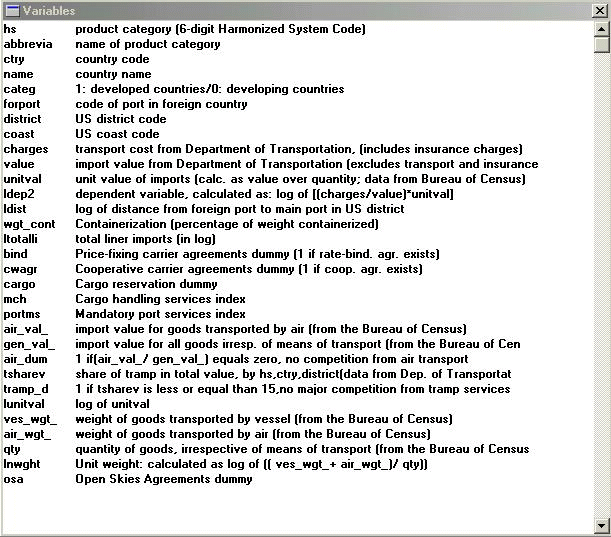 Variables
hs product category (6-digit Harmonized System Code)
abbrevia name of product category
ctry country code
name country name
categ 1: developed countries/0: developing countries
forport code of port in foreign country
district US district code
coast US coast code
charges transport cost from Department of Transportation, (includes insurance charges)
value import value from Department of Transportation (excludes transport and insurance
unitval unit value of imports (calc. as value over quantity; data from Bureau of Census)
ldep2 dependent variable, calculated as: log of [(charges/value)*unitval]
ldist log of distance from foreign port to main port in US district
wgt_cont Containerization (percentage of weight containerized)
ltotalli total liner imports (in log)
bind Price-fixing carrier agreements dummy (1 if rate-bind. agr. exists)
cwagr Cooperative carrier agreements dummy (1 if coop. agr. exists)
cargo Cargo reservation dummy
mch Cargo handling services index
portms Mandatory port services index
air_val_ import value for goods transported by air (from the Bureau of Census)
gen_val_ import value for all goods irresp. of means of transport (from the Bureau of Cen
air_dum 1 if(air_val_/ gen_val_) equals zero, no competition from air transport
tsharev share of tramp in total value, by hs,ctry,district(data from Dep. of Transportat
tramp_d 1 if tsharev is less or equal than 15,no major competition from tramp services
lunitval log of unitval
ves_wgt_ weight of goods transported by vessel (from the Bureau of Census)
air_wgt_ weight of goods transported by air (from the Bureau of Census)
qty quantity of goods, irrespective of means of transport (from the Bureau of Census
lnwght Unit weight: calculated as log of (( ves_wgt_+ air_wgt_)/ qty))
osa Open Skies Agreements dummy